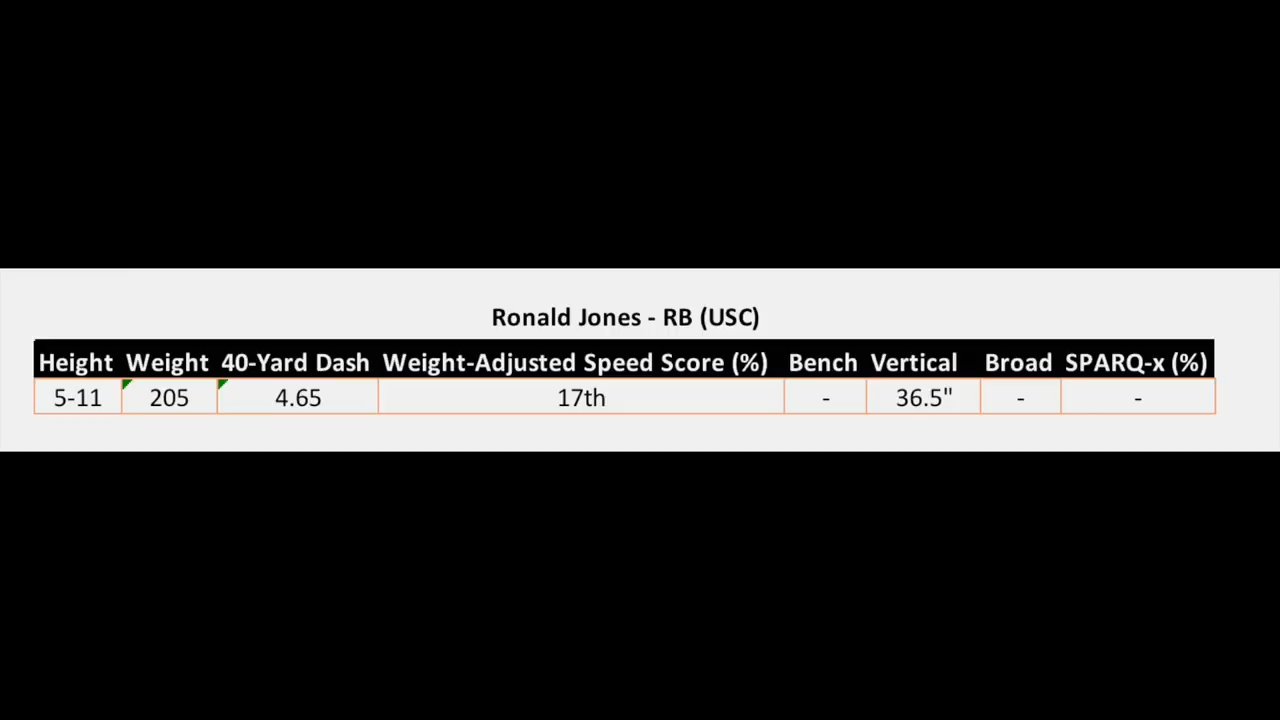 Ronald Jones - RB (USC)
Height Weight 40-Yard Dash Weight-Adjusted Speed Score (%) Bench Vertical Broad SPARQ-x (%)
5-11 205 4.65 17th - 36.5" - -